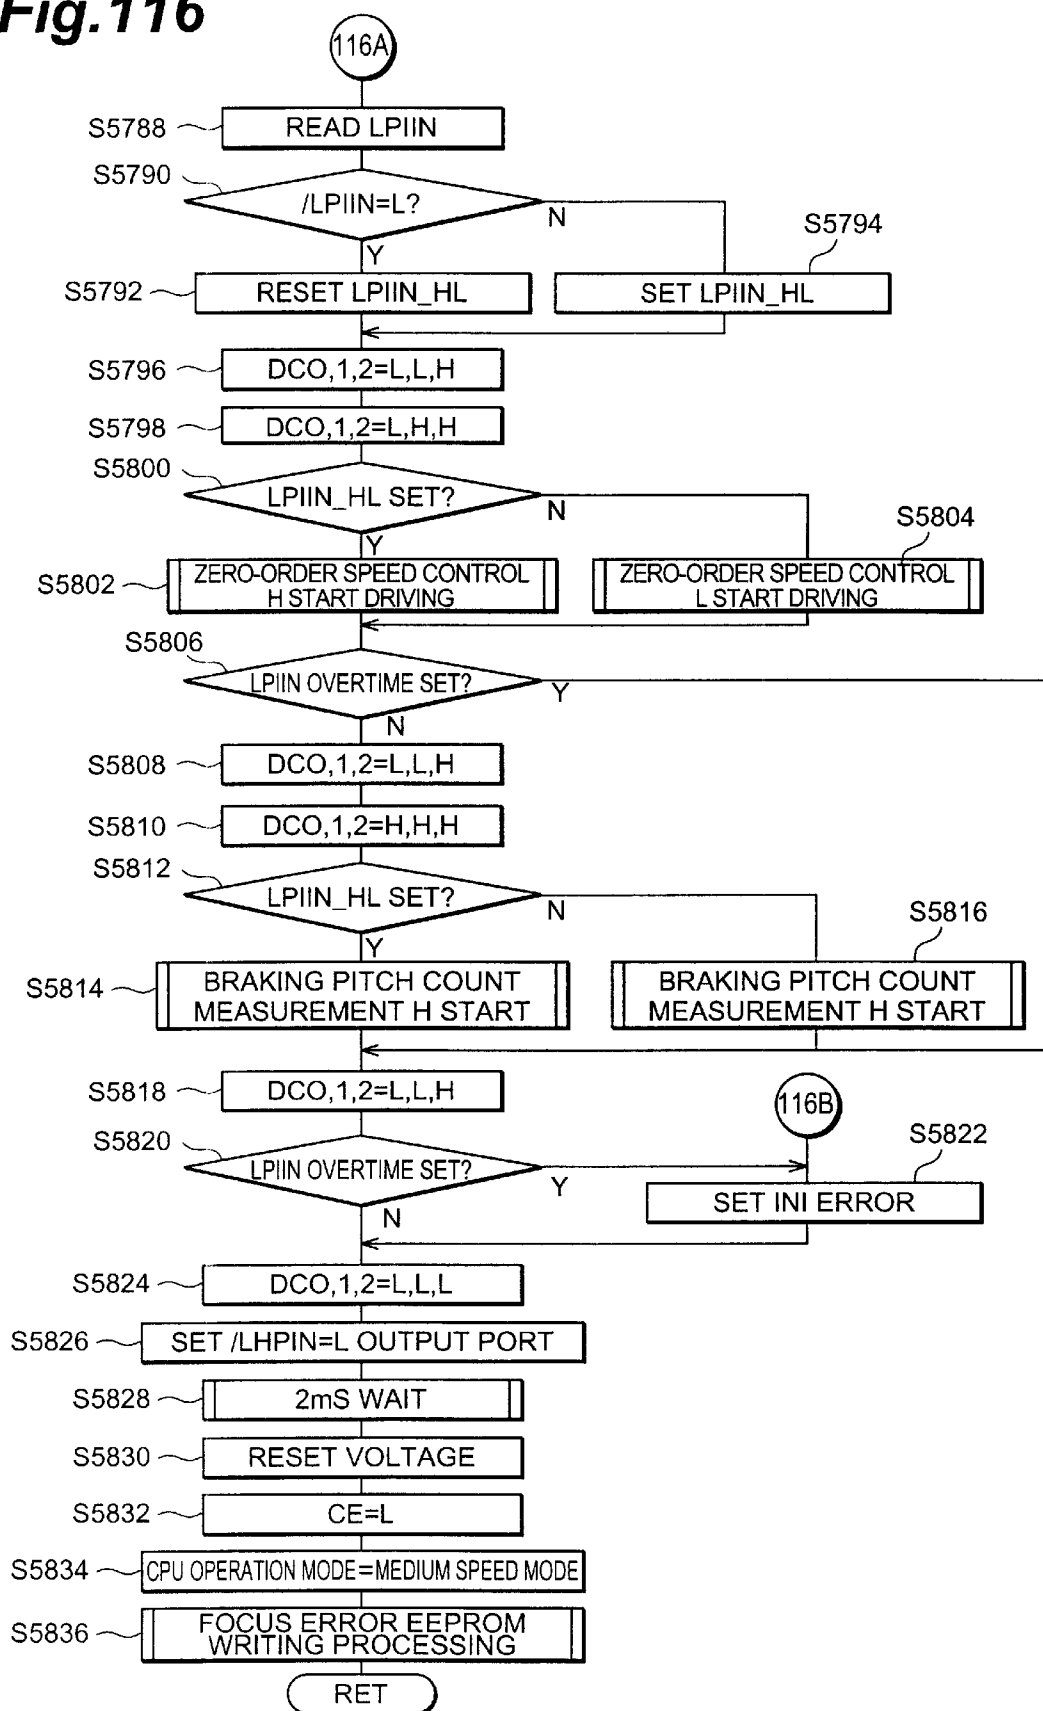 Fig.116
116A
S5788
READ LPIIN
S5790
/LPIIN=L?
N
Y
S5794
S5792
RESET LPIIN_HL
SET LPIIN_HL
S5796
DCO,1,2=L,L,H
S5798
DCO,1,2=L,H,H
S5800
LPIIN_HL SET?
N
Y
S5804
S5802
ZERO-ORDER SPEED CONTROL
H START DRIVING
ZERO-ORDER SPEED CONTROL
L START DRIVING
S5806
LPIIN OVERTIME SET?
Y
N
S5808
DCO,1,2=L,L,H
S5810
DCO,1,2=H,H,H
S5812
LPIIN_HL SET?
N
Y
S5816
S5814
BRAKING PITCH COUNT
MEASUREMENT H START
BRAKING PITCH COUNT
MEASUREMENT H START
S5818
DCO,1,2=L,L,H
116B
S5820
LPIIN OVERTIME SET?
Y
N
S5822
SET INI ERROR
S5824
DCO,1,2=L,L,L
S5826
SET /LHPIN=L OUTPUT PORT
S5828
2mS WAIT
S5830
RESET VOLTAGE
S5832
CE=L
S5834
CPU OPERATION MODE=MEDIUM SPEED MODE
S5836
FOCUS ERROR EEPROM
WRITING PROCESSING
RET